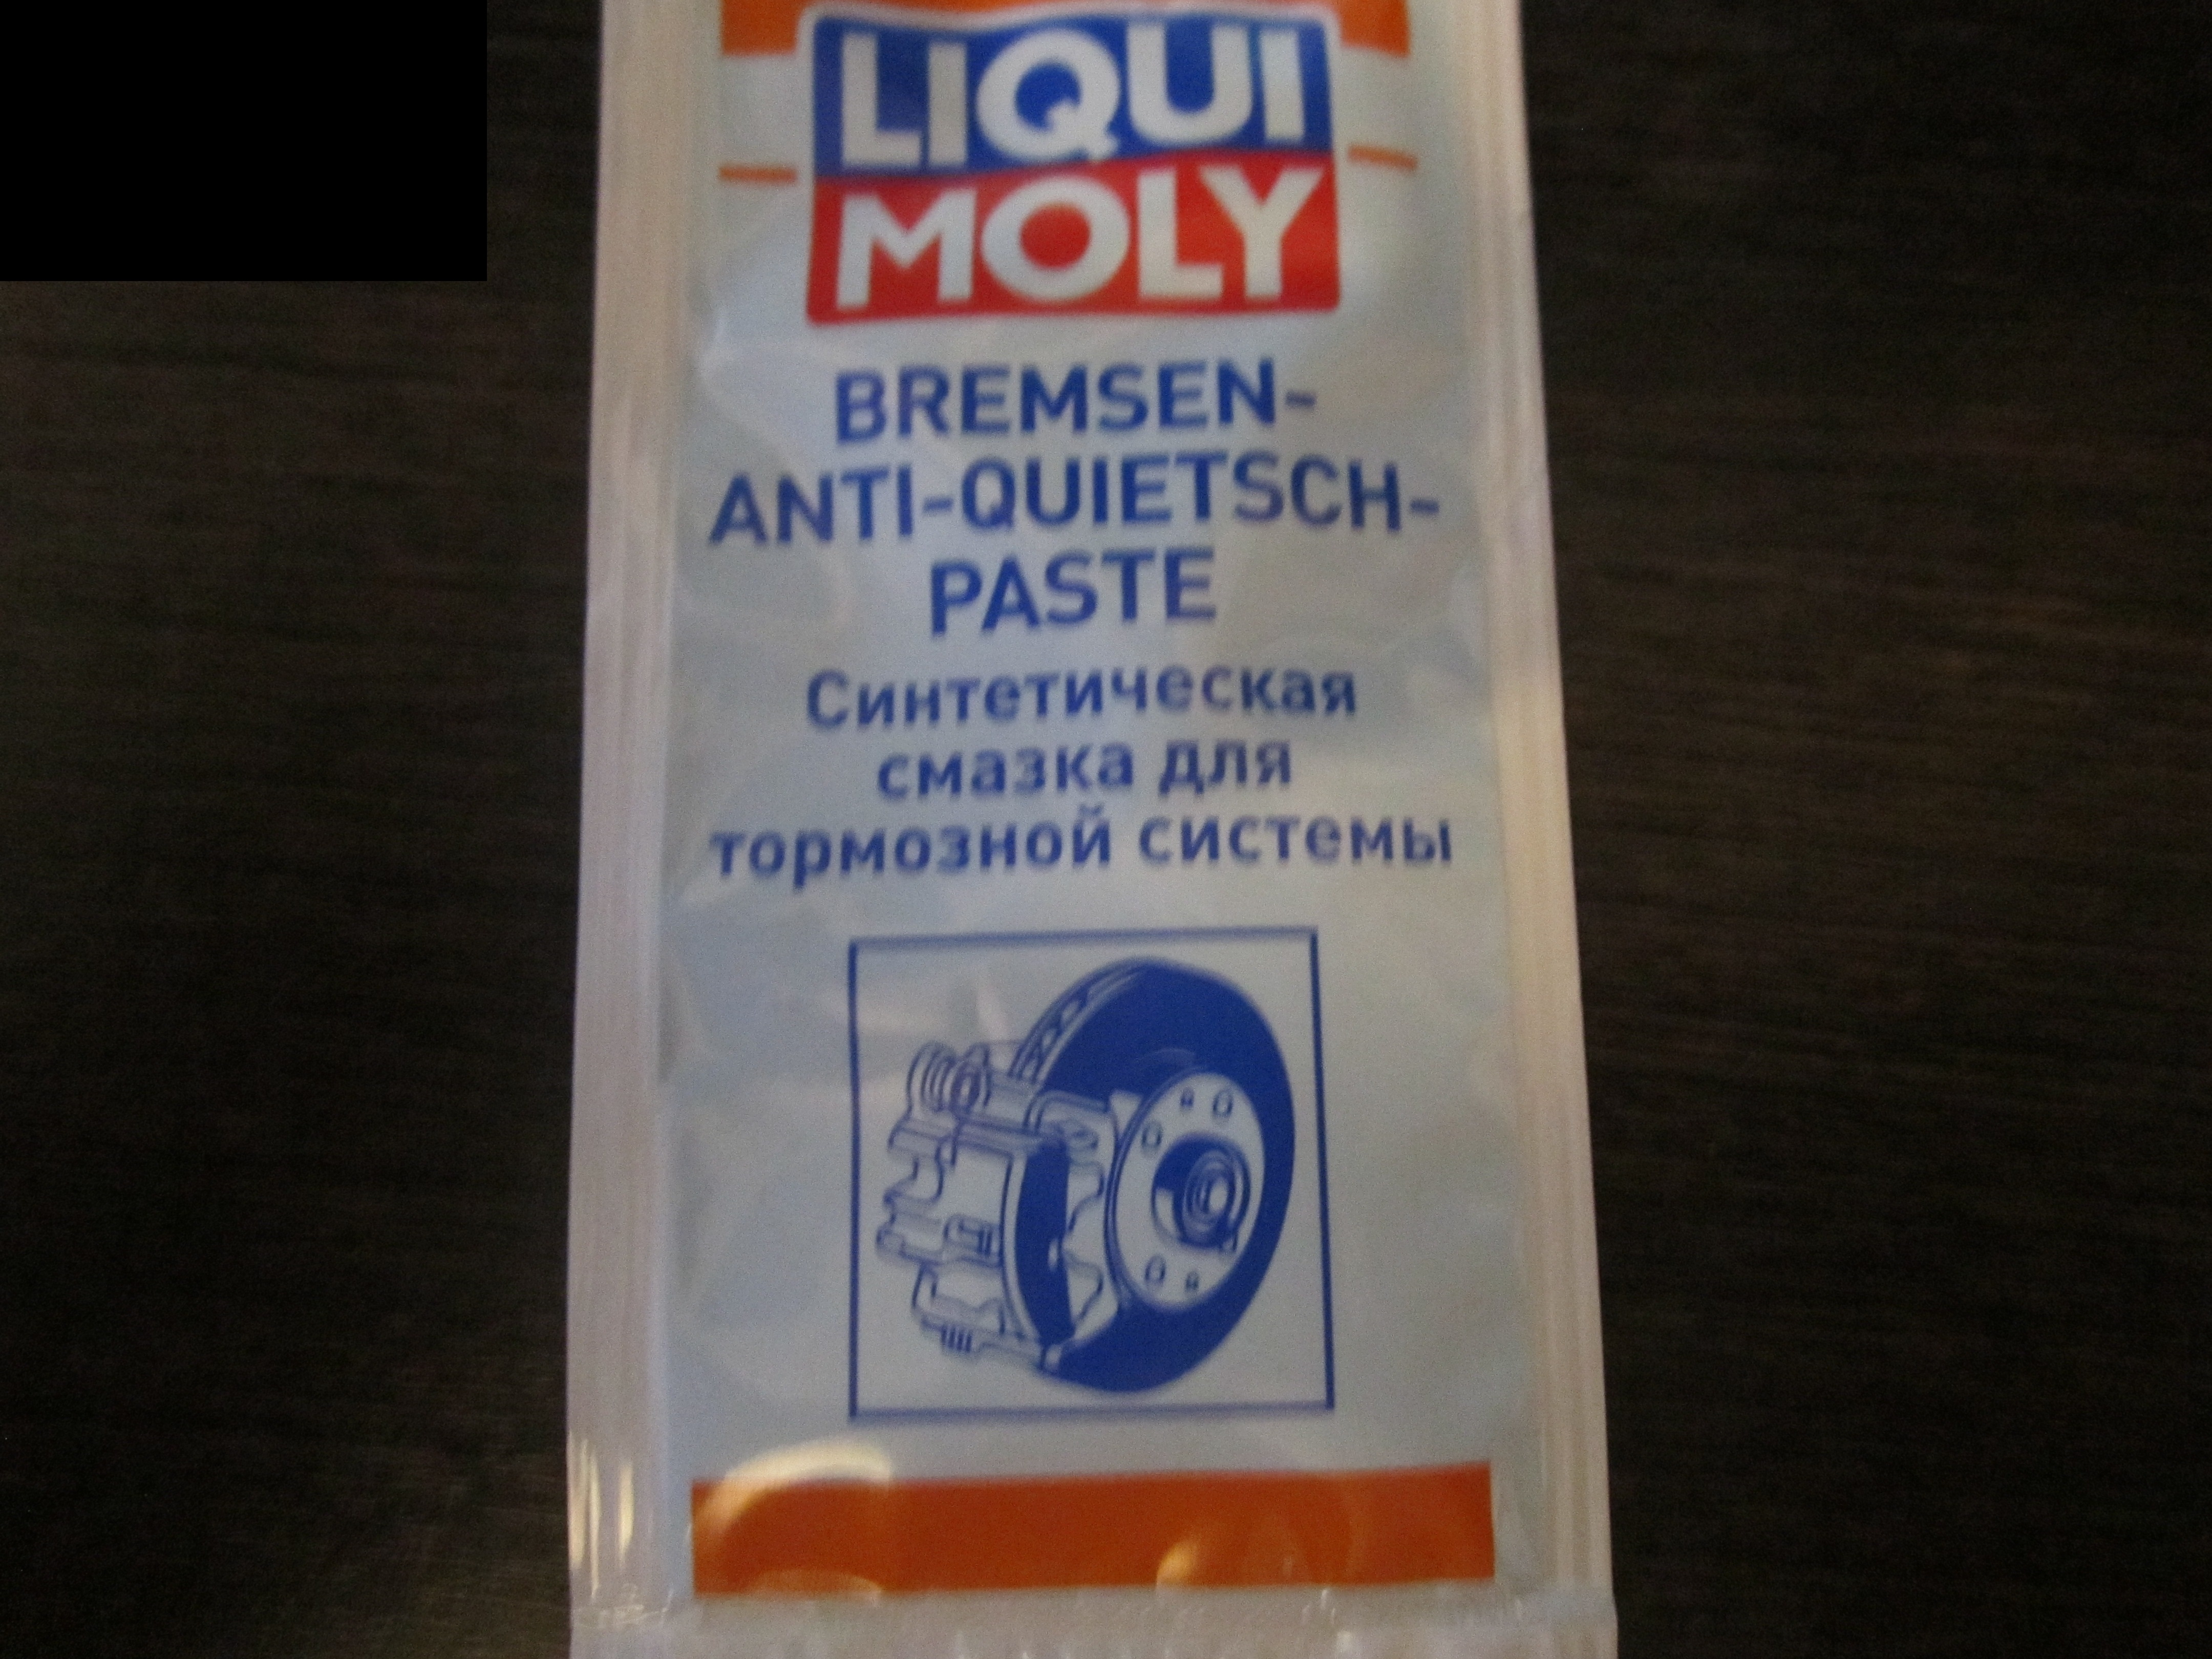 LIQUI
MOLY
BREMSEN-
ANTI-QUIETSCH-
PASTE
Синтетическая
смазка для
тормозной системы